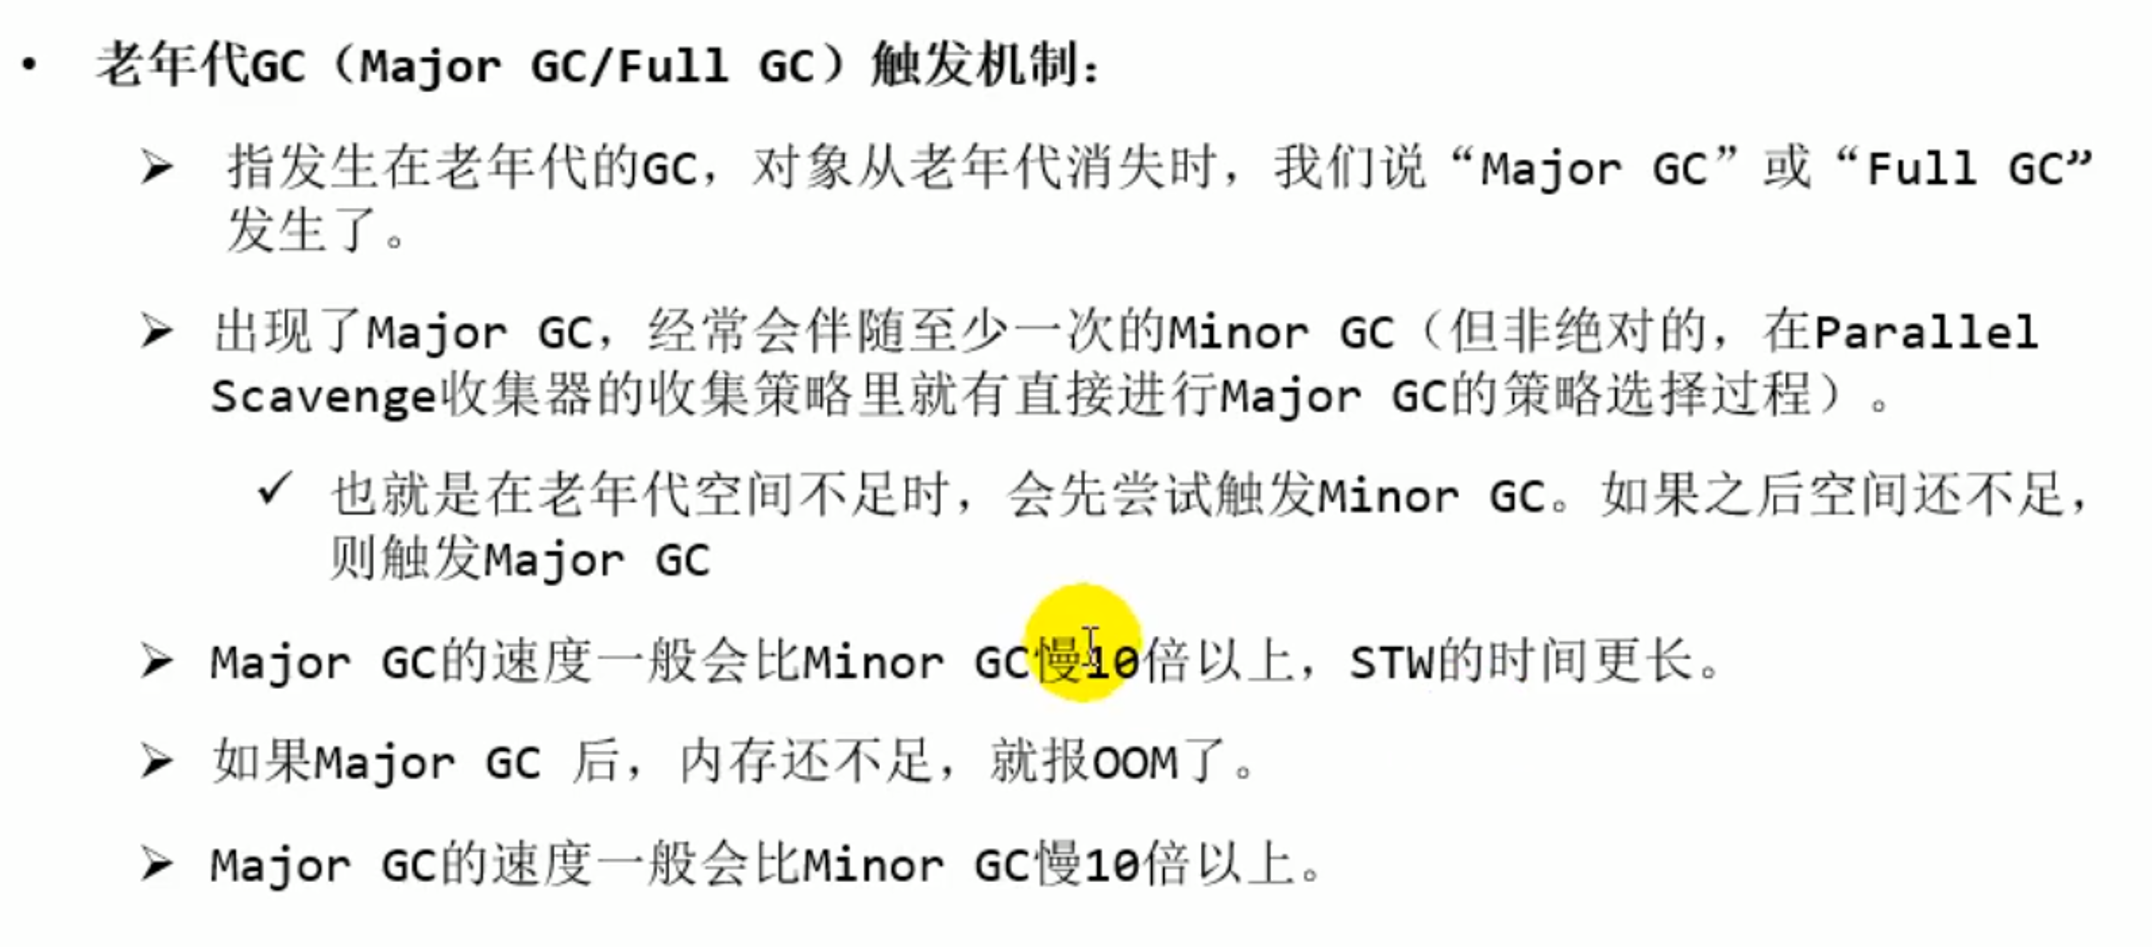 • 老年代GC（Major GC/Full GC）触发机制：
➢ 指发生在老年代的GC，对象从老年代消失时，我们说“Major GC”或“Full GC”
发生了。
➢ 出现了Major GC，经常会伴随至少一次的Minor GC（但非绝对的，在Parallel
Scavenge收集器的收集策略里就有直接进行Major GC的策略选择过程）。
✓ 也就是在老年代空间不足时，会先尝试触发Minor GC。如果之后空间还不足，
则触发Major GC
➢ Major GC的速度一般会比Minor GC慢10倍以上，STW的时间更长。
➢ 如果Major GC 后，内存还不足，就报OOM了。
➢ Major GC的速度一般会比Minor GC慢10倍以上。